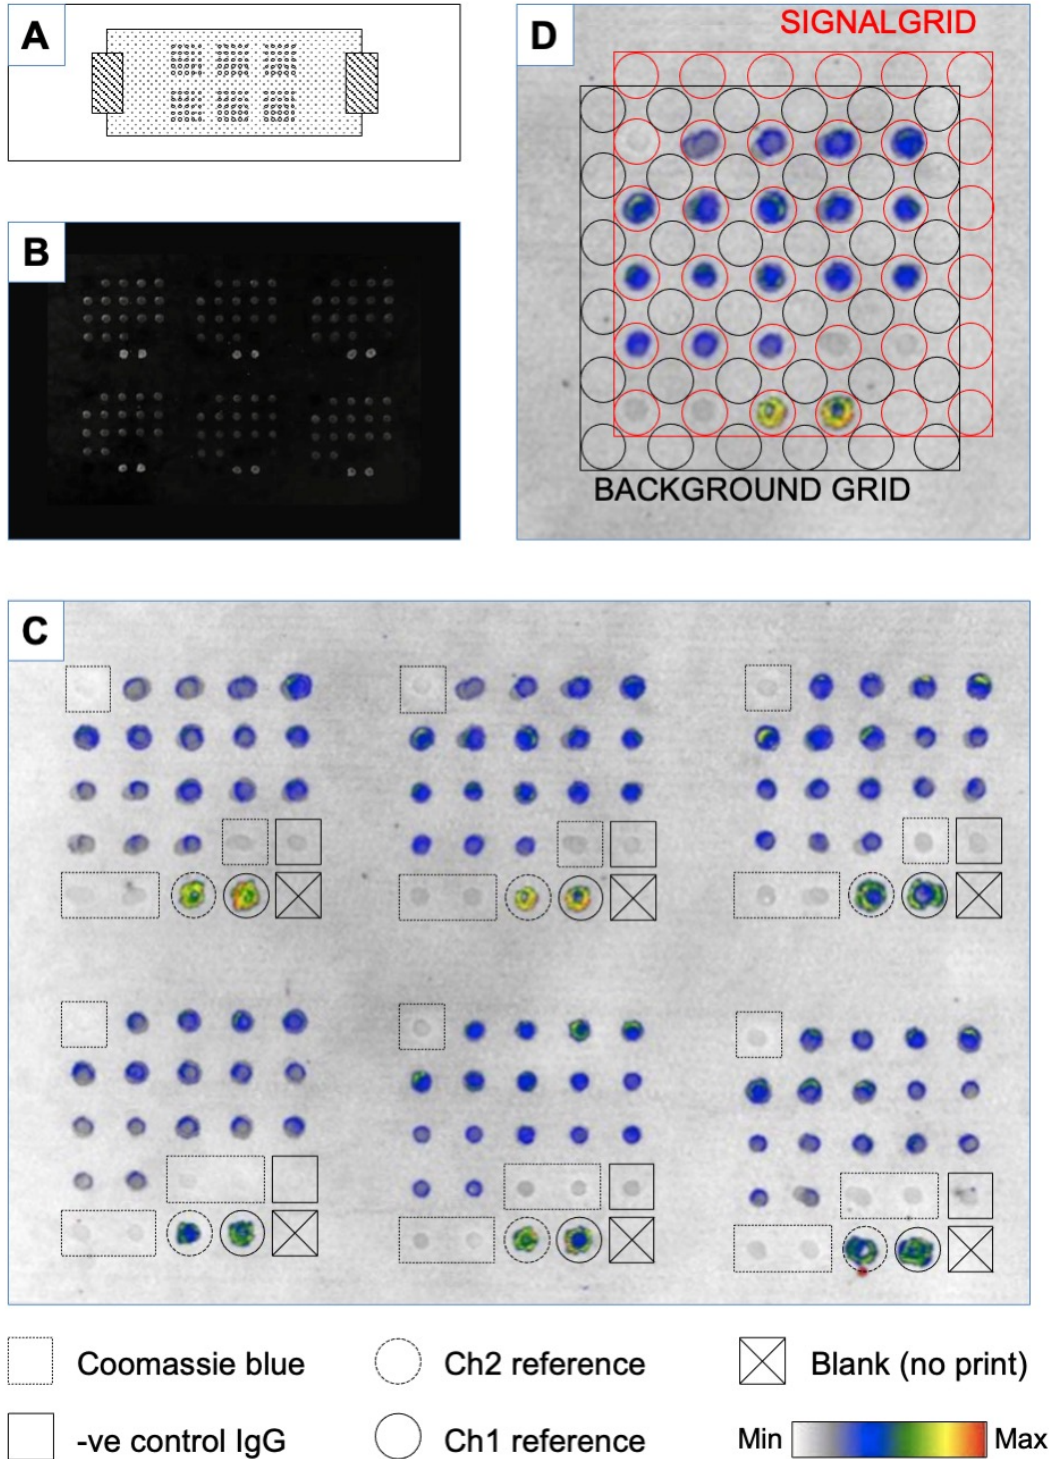 A
B
D
SIGNALGRID
BACKGROUND GRID
C
Coomassie blue
Ch2 reference
Blank (no print)
-ve control IgG
Ch1 reference
Min
Max